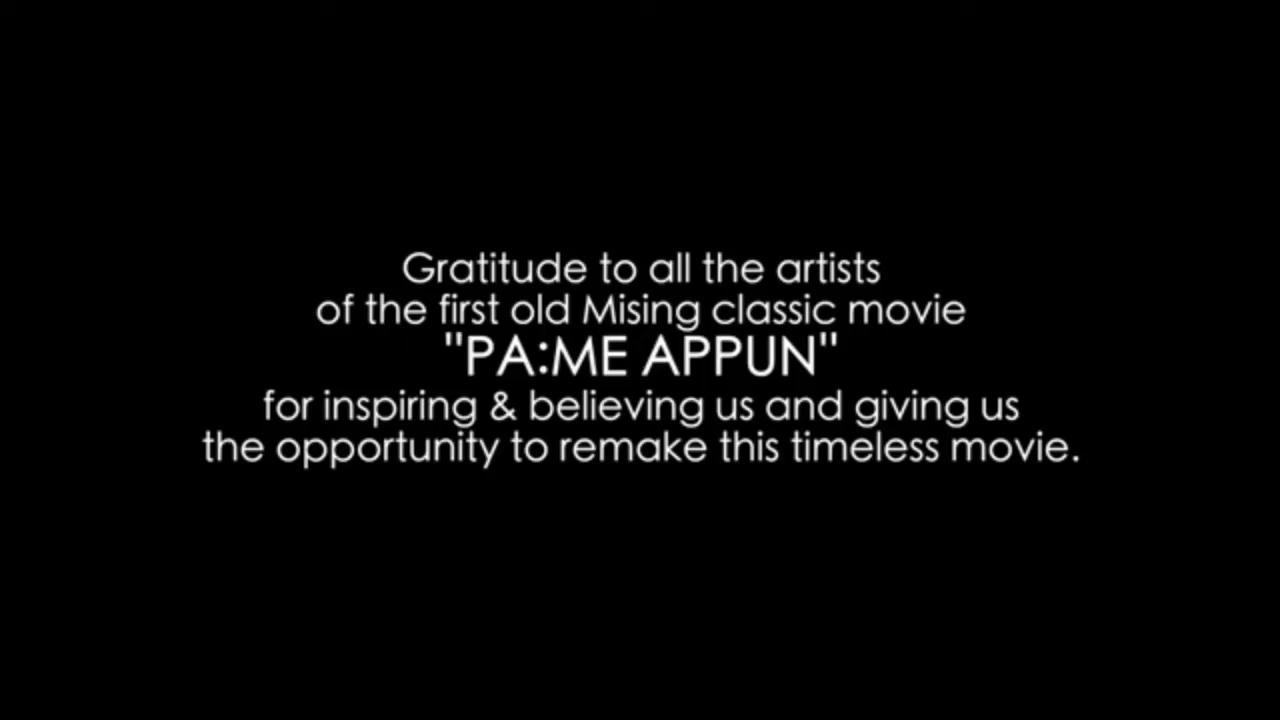 Gratitude to all the artists
of the first old Mising classic movie
"PA:ME APPUN"
for inspiring & believing us and giving us
the opportunity to remake this timeless movie.